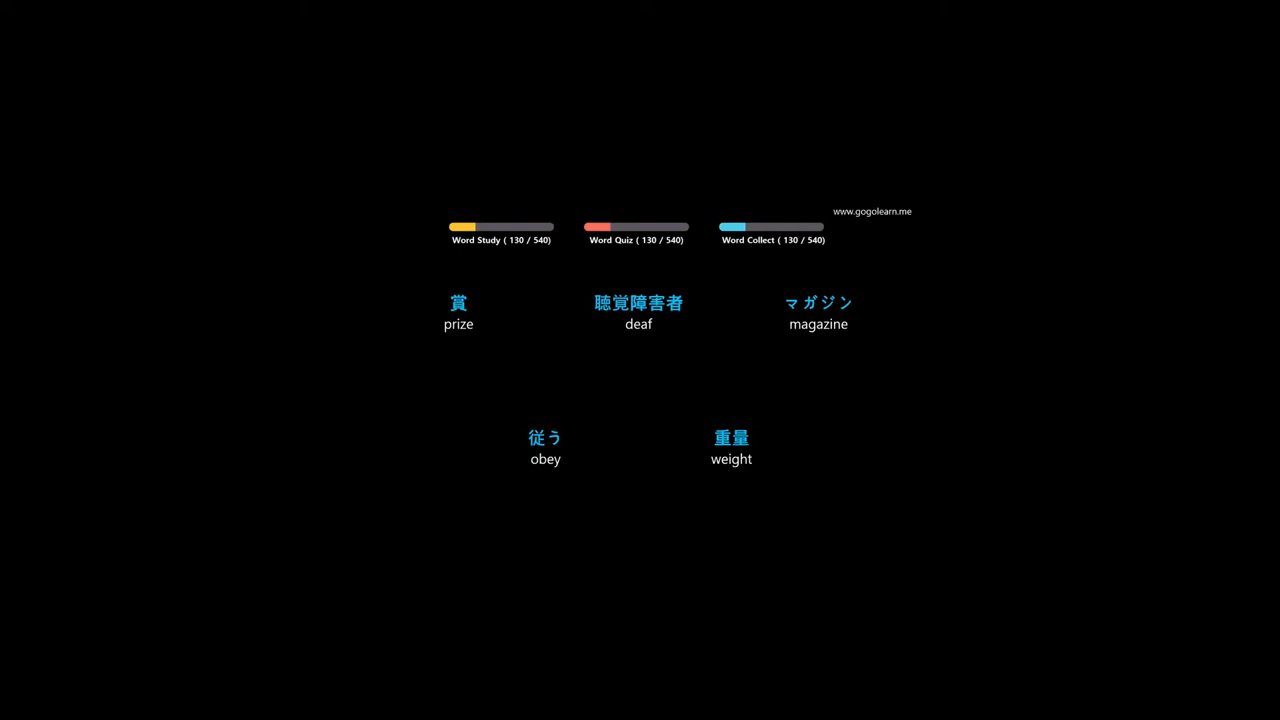 www.gogolearn.me
Word Study ( 130 / 540)
Word Quiz ( 130 / 540)
Word Collect ( 130 / 540)
賞
prize
聴覚障害者
deaf
マガジン
magazine
従う
obey
重量
weight